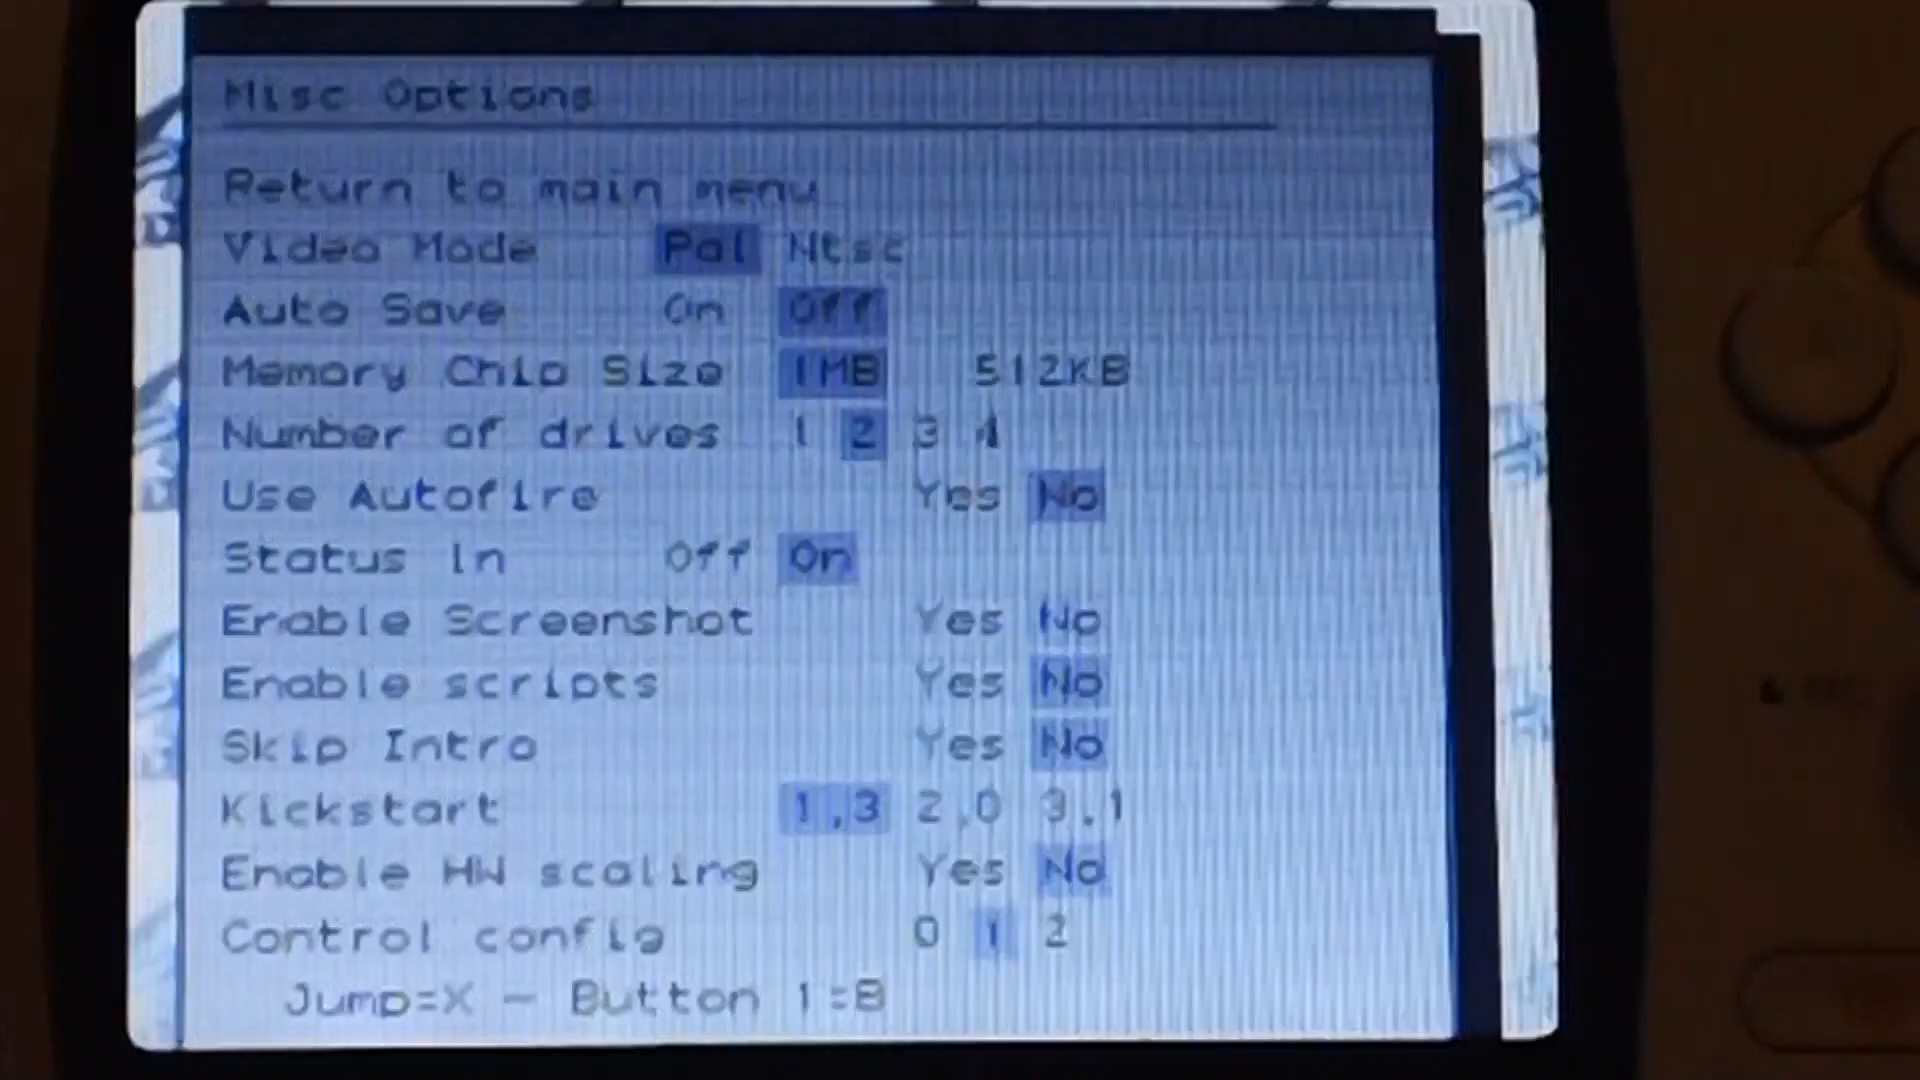 Misc Options
Return to main menu
Video Mode Pal Ntsc
Auto Save On Off
Memory Chip Size 1MB 512KB
Number of drives 1 2 3 4
Use Autofire Yes No
Status ln Off On
Enable Screenshot Yes No
Enable scripts Yes No
Skip Intro Yes No
Kickstart 1,3 2,0 3.1
Enable HW scaling Yes No
Control config 0 1 2
Jump=X - Button 1=B